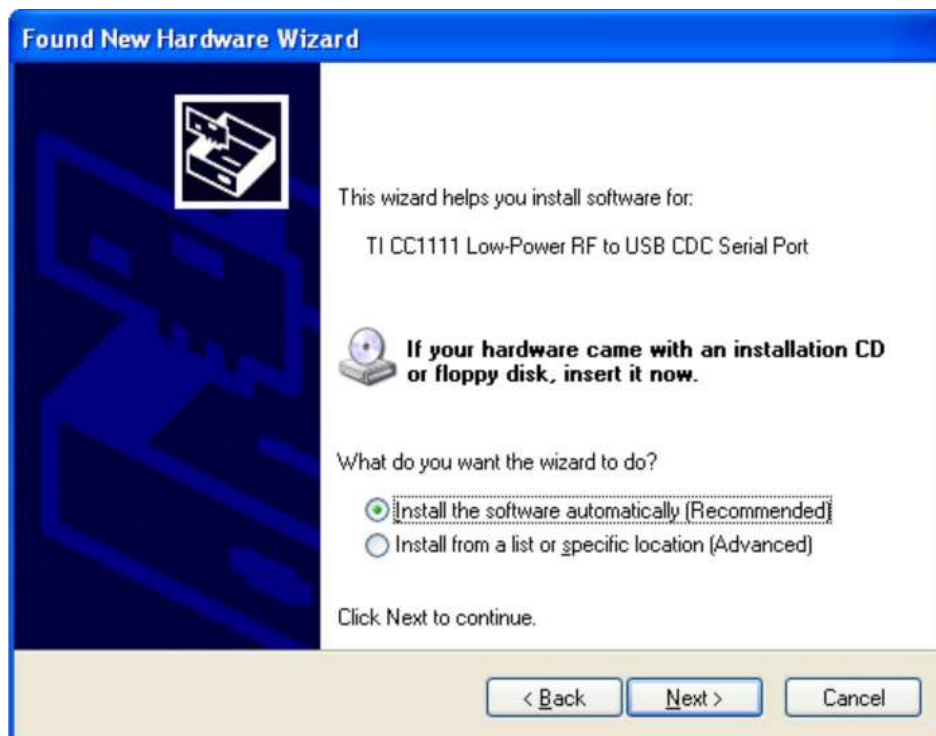 Found New Hardware Wizard
This wizard helps you install software for:
TI CC1111 Low-Power RF to USB CDC Serial Port
If your hardware came with an installation CD
or floppy disk, insert it now.
What do you want the wizard to do?
Install the software automatically (Recommended)
Install from a list or specific location (Advanced)
Click Next to continue.
< Back Next > Cancel